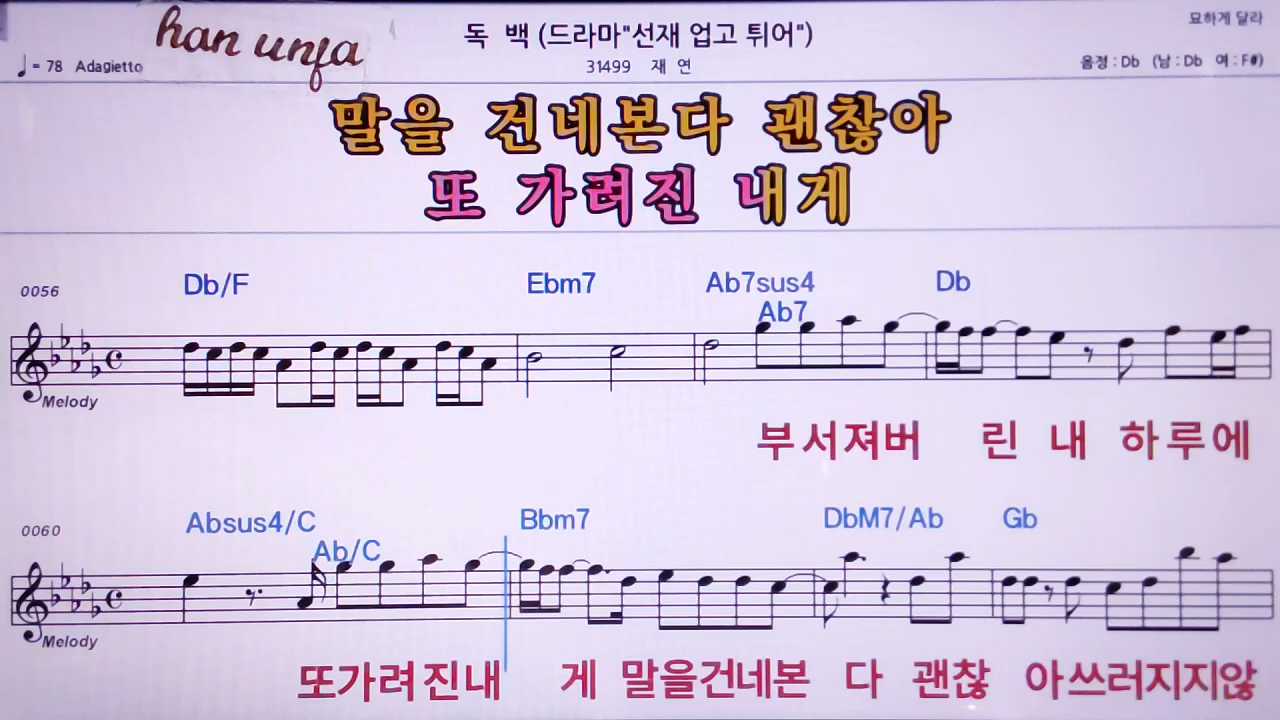 han unja
독 백 (드라마"선재 업고 튀어")
묘하게 달라
♩= 78 Adagietto
31499 재 연
음정 : Db (남 : Db 여 : F#)
말을 건네본다 괜찮아
또 가려진 내게
0056
Db/F Ebm7 Ab7sus4 Db
Ab7
Melody
부서져버 린 내 하루에
0060
Absus4/C Bbm7 DbM7/Ab Gb
Ab/C
Melody
또가려진내 게 말을건네본 다 괜찮 아쓰러지지않